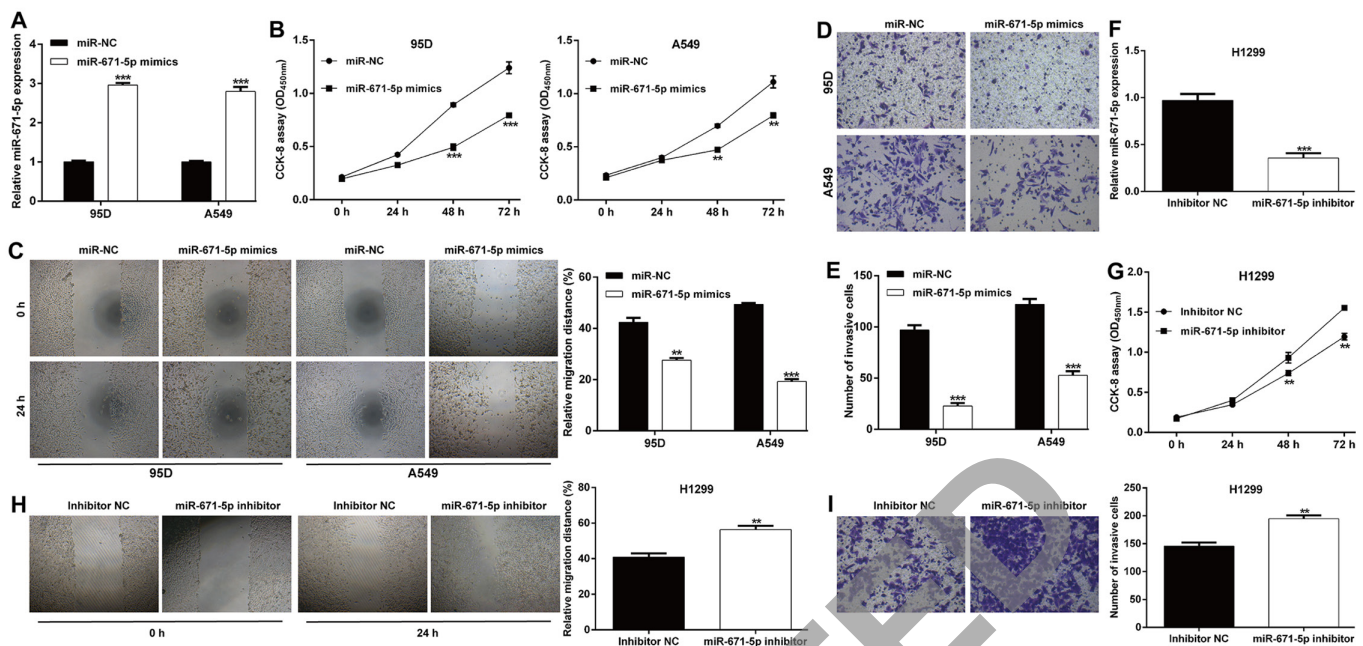 A
miR-NC
miR-671-5p mimics
Relative miR-671-5p expression
4
3
2
1
0
***
***
95D
A549
B
95D
miR-NC
miR-671-5p mimics
CCK-8 assay (OD450nm)
1.5
1.0
0.5
0.0
***
***
0 h 24 h 48 h 72 h
A549
miR-NC
miR-671-5p mimics
CCK-8 assay (OD450nm)
1.5
1.0
0.5
0.0
**
**
0 h 24 h 48 h 72 h
D
miR-NC
miR-671-5p mimics
95D
A549
F
H1299
Relative miR-671-5p expression
1.5
1.0
0.5
0.0
***
Inhibitor NC
miR-671-5p inhibitor
C
miR-NC
miR-671-5p mimics
miR-NC
miR-671-5p mimics
0 h
24 h
95D
A549
miR-NC
miR-671-5p mimics
Relative migration distance (%)
60
40
20
0
**
***
95D
A549
E
miR-NC
miR-671-5p mimics
Number of invasive cells
150
100
50
0
***
***
95D
A549
G
H1299
Inhibitor NC
miR-671-5p inhibitor
CCK-8 assay (OD450nm)
2.0
1.5
1.0
0.5
0.0
**
**
0 h 24 h 48 h 72 h
H
Inhibitor NC
miR-671-5p inhibitor
Inhibitor NC
miR-671-5p inhibitor
0 h
24 h
H1299
Relative migration distance (%)
80
60
40
20
0
**
Inhibitor NC
miR-671-5p inhibitor
I
Inhibitor NC
miR-671-5p inhibitor
H1299
Number of invasive cells
250
200
150
100
50
0
**
Inhibitor NC
miR-671-5p inhibitor